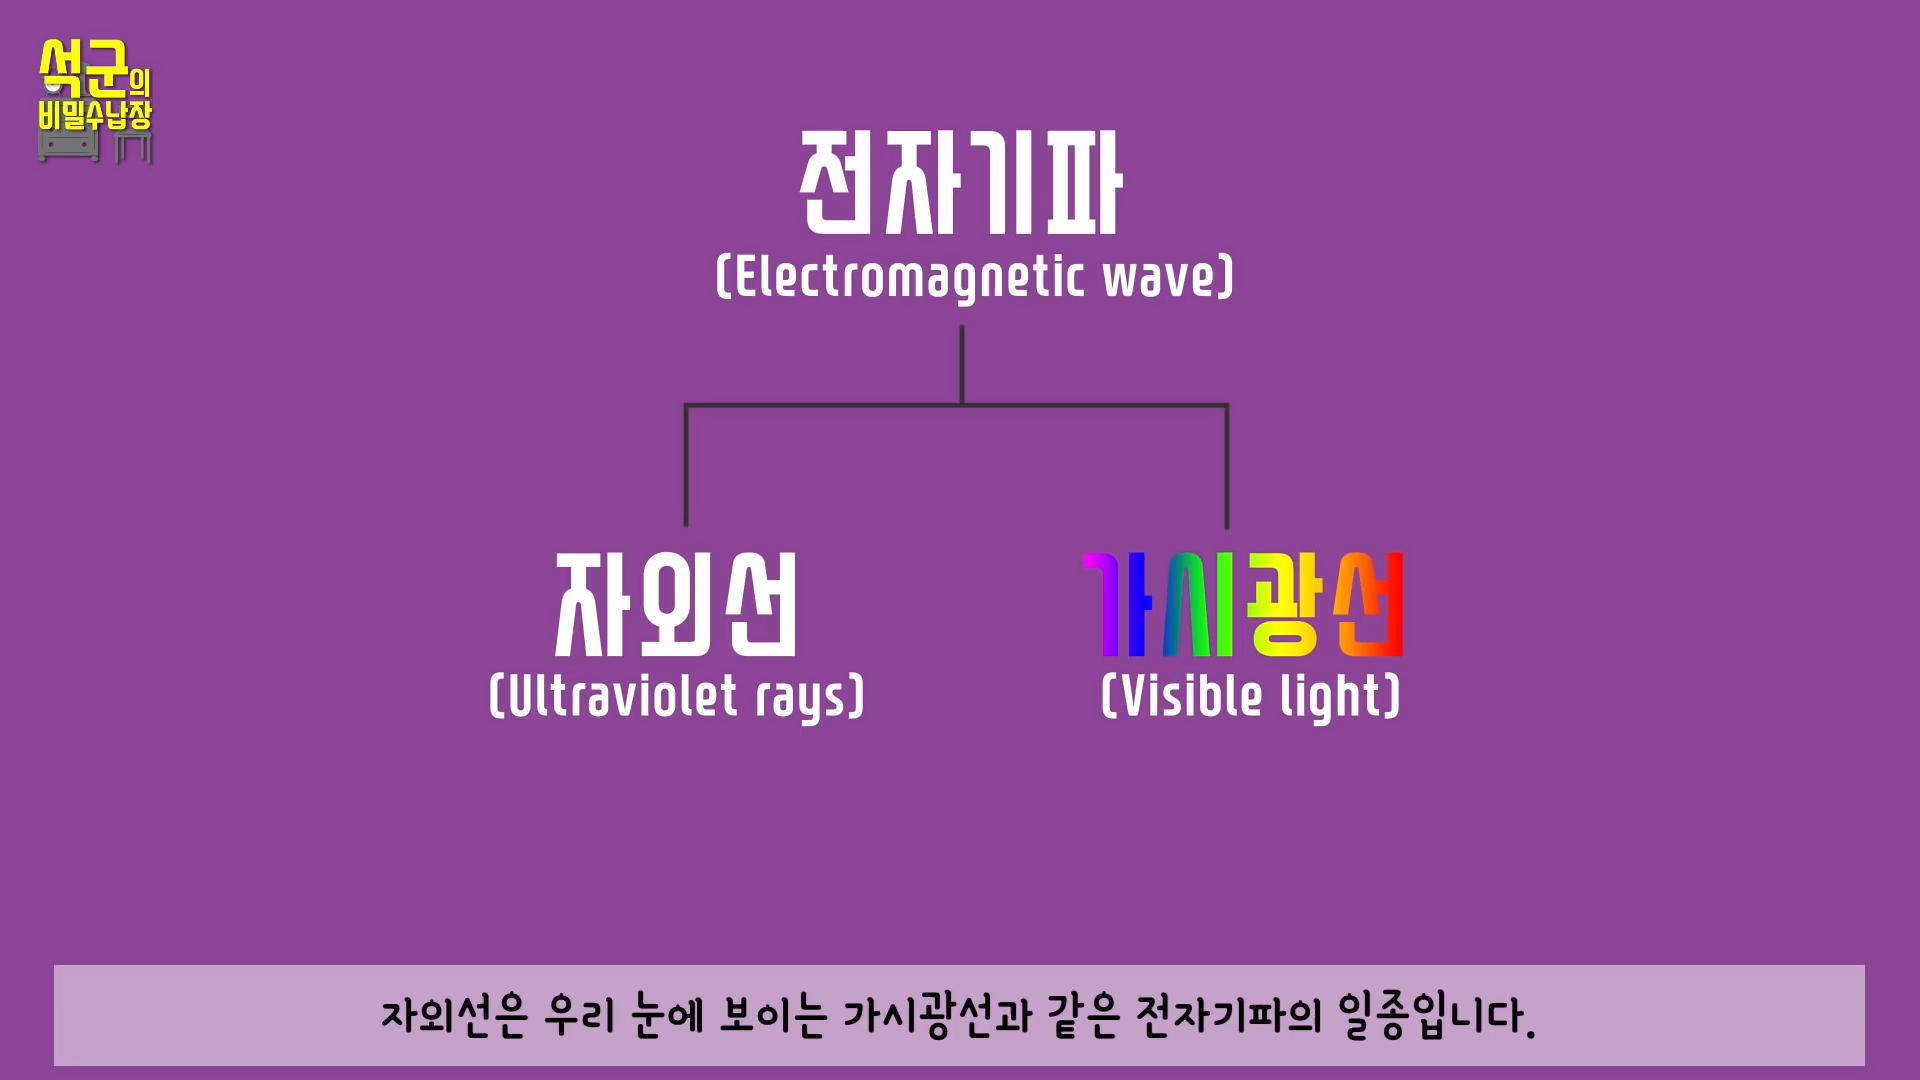 석군의
비밀수납장
전자기파
(Electromagnetic wave)
자외선
가시광선
(Ultraviolet rays)
(Visible light)
자외선은 우리 눈에 보이는 가시광선과 같은 전자기파의 일종입니다.